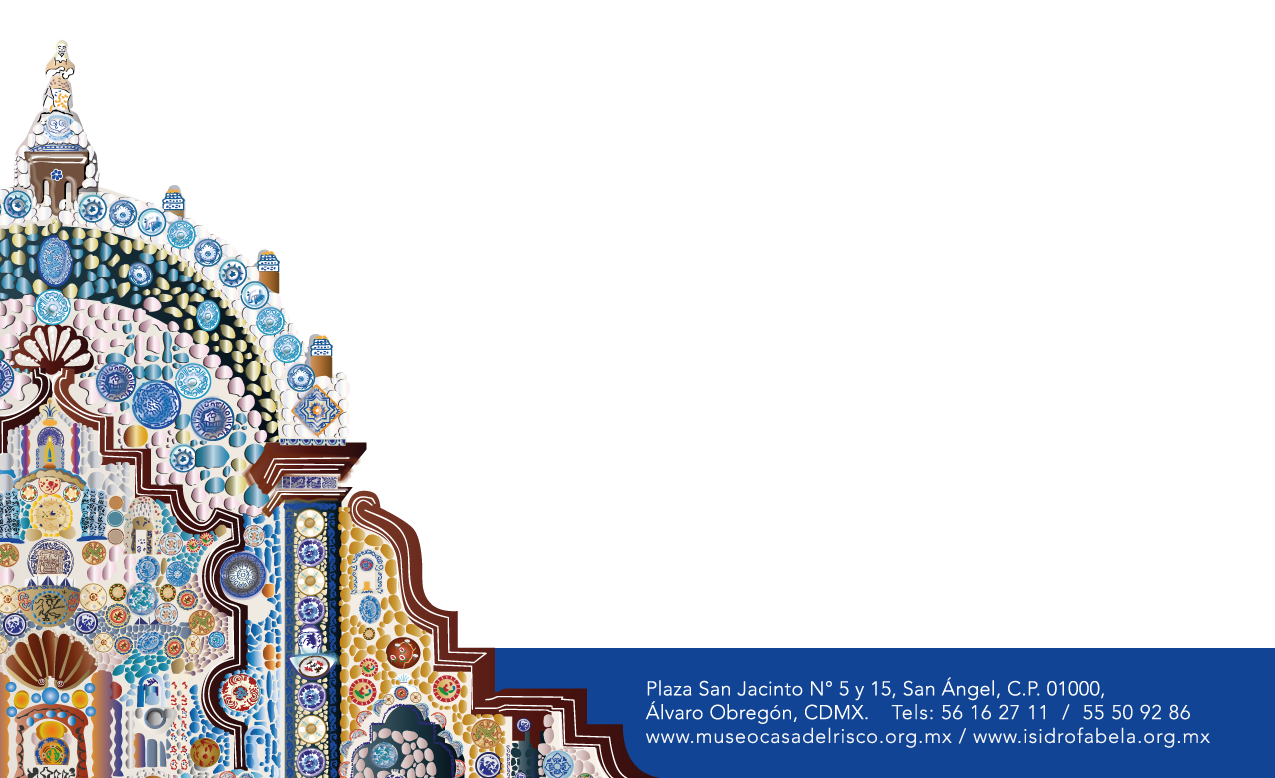 Plaza San Jacinto N° 5 y 15, San Ángel, C.P. 01000,
Álvaro Obregón, CDMX. Tels: 56 16 27 11 / 55 50 92 86
www.museocasadelrisco.org.mx / www.isidrofabela.org.mx